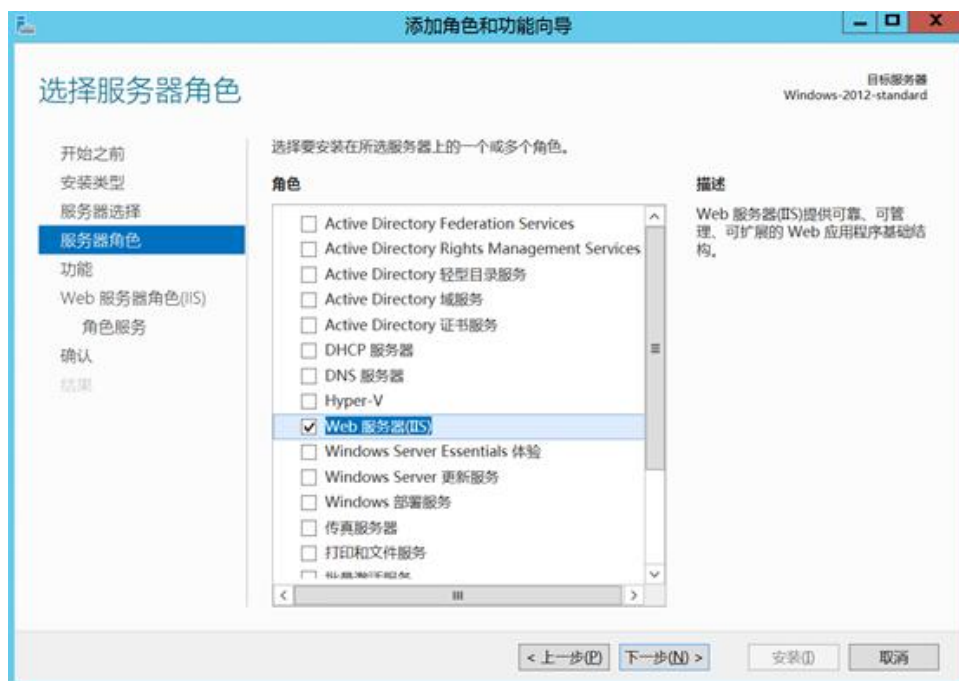 添加角色和功能向导
选择服务器角色
目标服务器
Windows-2012-standard
开始之前
安装类型
服务器选择
服务器角色
功能
Web 服务器角色(IIS)
角色服务
确认
结果
选择要安装在所选服务器上的一个或多个角色。
角色
Active Directory Federation Services
Active Directory Rights Management Services
Active Directory 轻型目录服务
Active Directory 域服务
Active Directory 证书服务
DHCP 服务器
DNS 服务器
Hyper-V
Web 服务器(IIS)
Windows Server Essentials 体验
Windows Server 更新服务
Windows 部署服务
传真服务器
打印和文件服务
描述
Web 服务器(IIS)提供可靠、可管
理、可扩展的 Web 应用程序基础结
构。
< 上一步(P)
下一步(N) >
安装(I)
取消